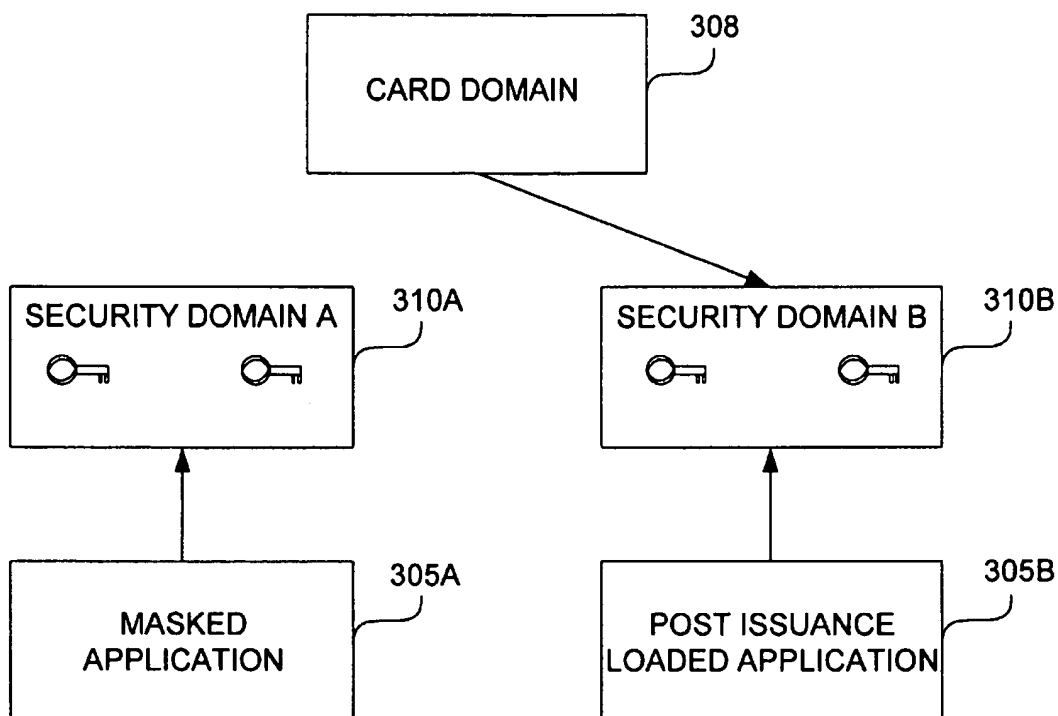 308
CARD DOMAIN
SECURITY DOMAIN A
310A
SECURITY DOMAIN B
310B
MASKED
APPLICATION
305A
POST ISSUANCE
LOADED APPLICATION
305B